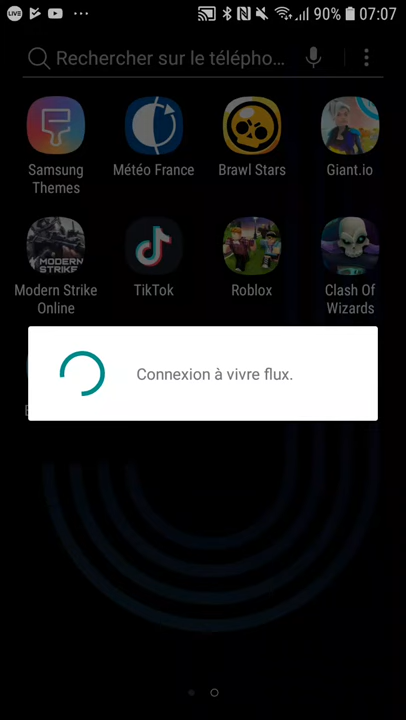 LIVE
90% 07:07
Rechercher sur le télépho...
Samsung Themes
Météo France
Brawl Stars
Giant.io
MODERN STRIKE
Modern Strike Online
TikTok
Roblox
Clash Of Wizards
Connexion à vivre flux.